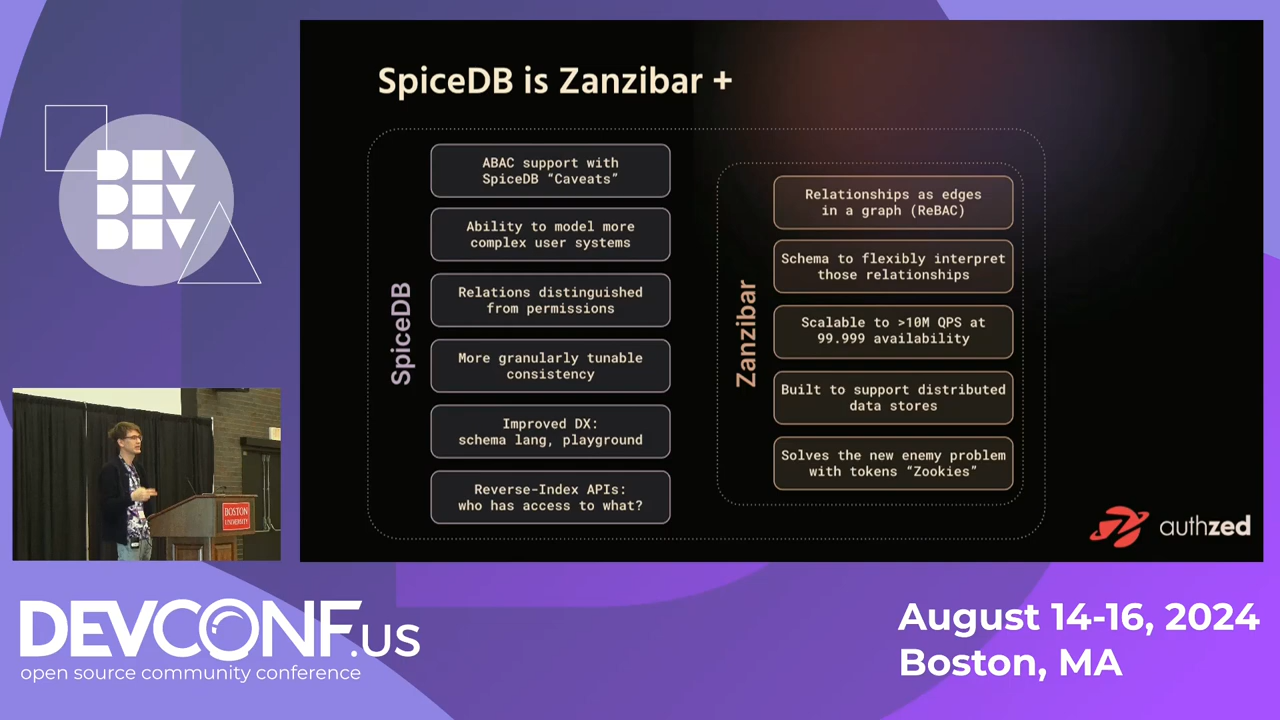 SpiceDB is Zanzibar +
SpiceDB
ABAC support with
SpiceDB “Caveats”
Ability to model more
complex user systems
Relations distinguished
from permissions
More granularly tunable
consistency
Improved DX:
schema lang, playground
Reverse-Index APIs:
who has access to what?
Zanzibar
Relationships as edges
in a graph (ReBAC)
Schema to flexibly interpret
those relationships
Scalable to >10M QPS at
99.999 availability
Built to support distributed
data stores
Solves the new enemy problem
with tokens “Zookies”
authzed
DEV
DEV
DEV
BOSTON
UNIVERSITY
DEVCONF.US
open source community conference
August 14-16, 2024
Boston, MA